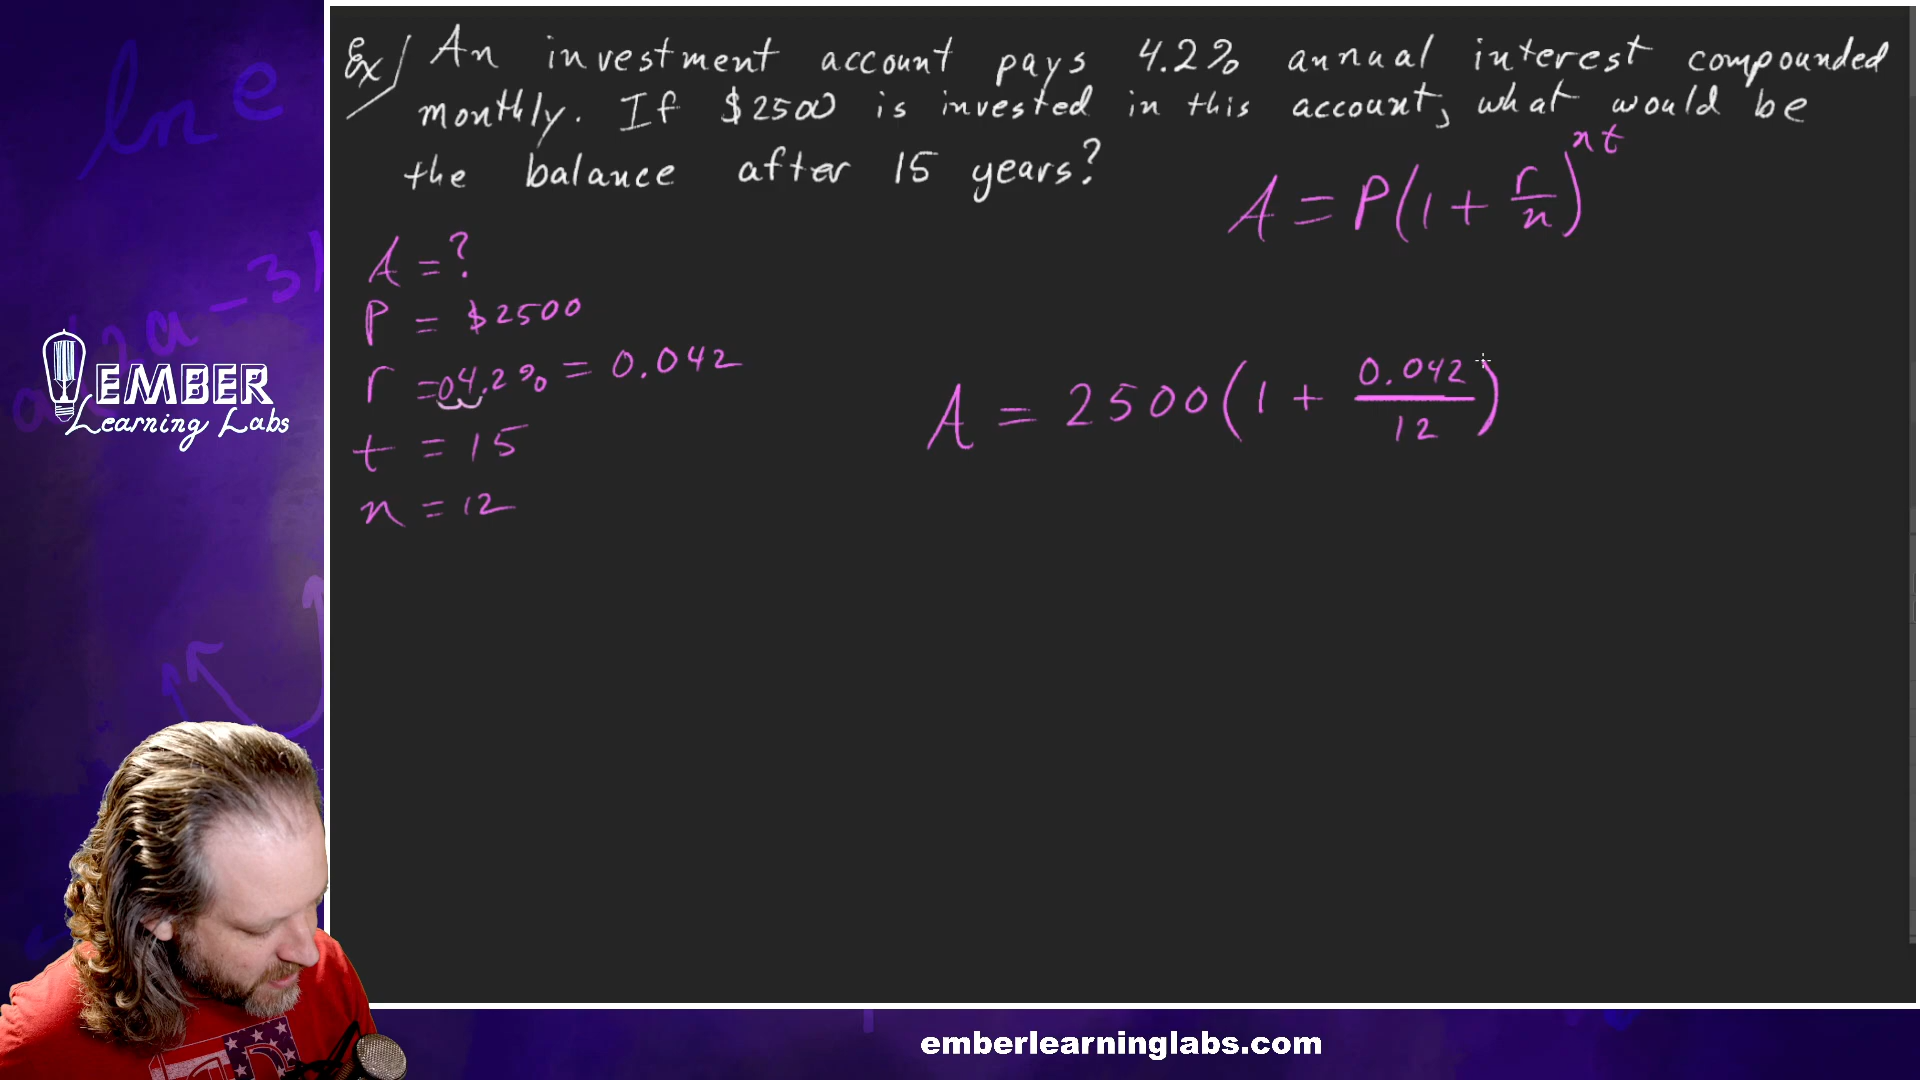 Ex/ An investment account pays 4.2% annual interest compounded
monthly. If $2500 is invested in this account, what would be
the balance after 15 years?
A = P(1 + r/n)^nt
A = ?
P = $2500
r = 04.2% = 0.042
t = 15
n = 12
A = 2500(1 + 0.042/12)
ln e
a - 3)
EMBER
Learning Labs
emberlearninglabs.com